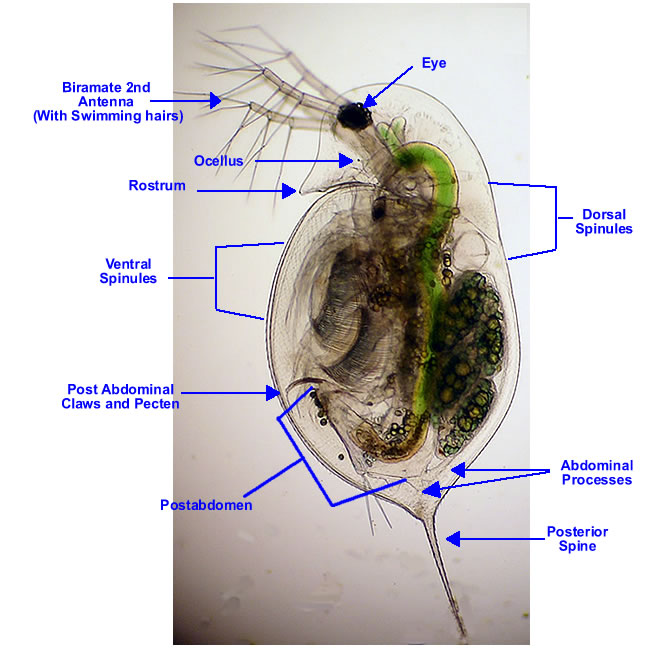 Eye
Biramate 2nd
Antenna
(With Swimming hairs)
Ocellus
Rostrum
Dorsal
Spinules
Ventral
Spinules
Post Abdominal
Claws and Pecten
Abdominal
Processes
Postabdomen
Posterior
Spine